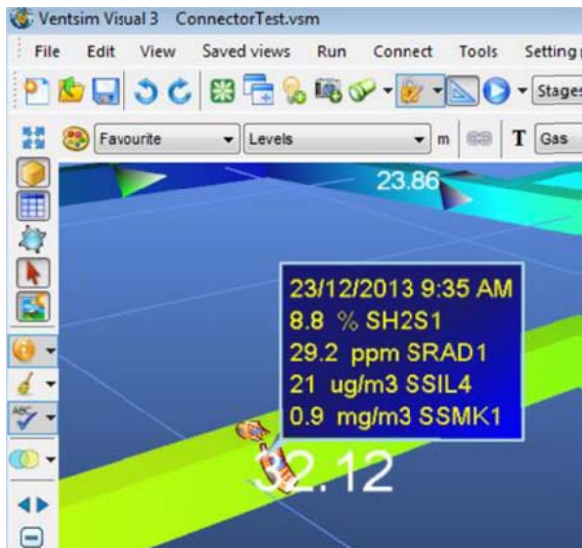 Ventsim Visual 3 ConnectorTest.vsm
File Edit View Saved views Run Connect Tools Setting
Stages
Favourite Levels m T Gas
23.86
23/12/2013 9:35 AM
8.8 % SH2S1
29.2 ppm SRAD1
21 ug/m3 SSIL4
0.9 mg/m3 SSMK1
ABC
32.12